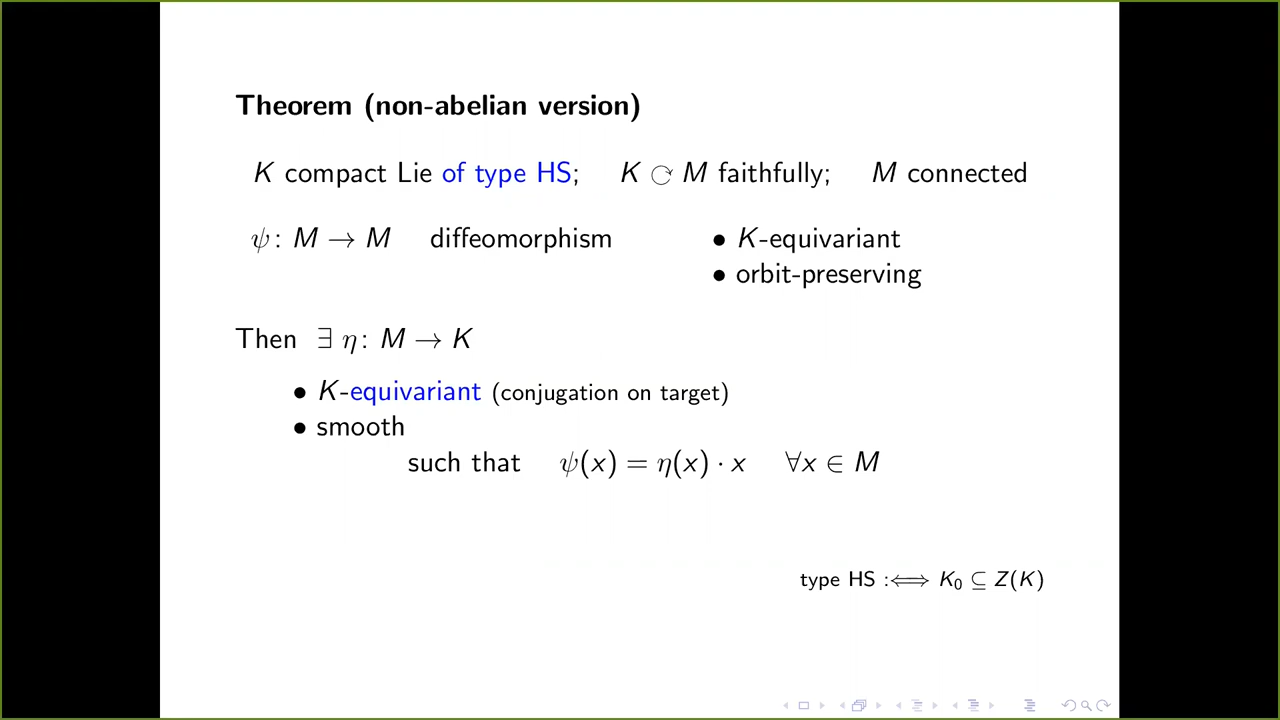 Theorem (non-abelian version)
K compact Lie of type HS; K ⟳ M faithfully; M connected
ψ: M → M diffeomorphism • K-equivariant
• orbit-preserving
Then ∃ η: M → K
• K-equivariant (conjugation on target)
• smooth
such that ψ(x) = η(x) · x ∀x ∈ M
type HS :⟺ K₀ ⊆ Z(K)